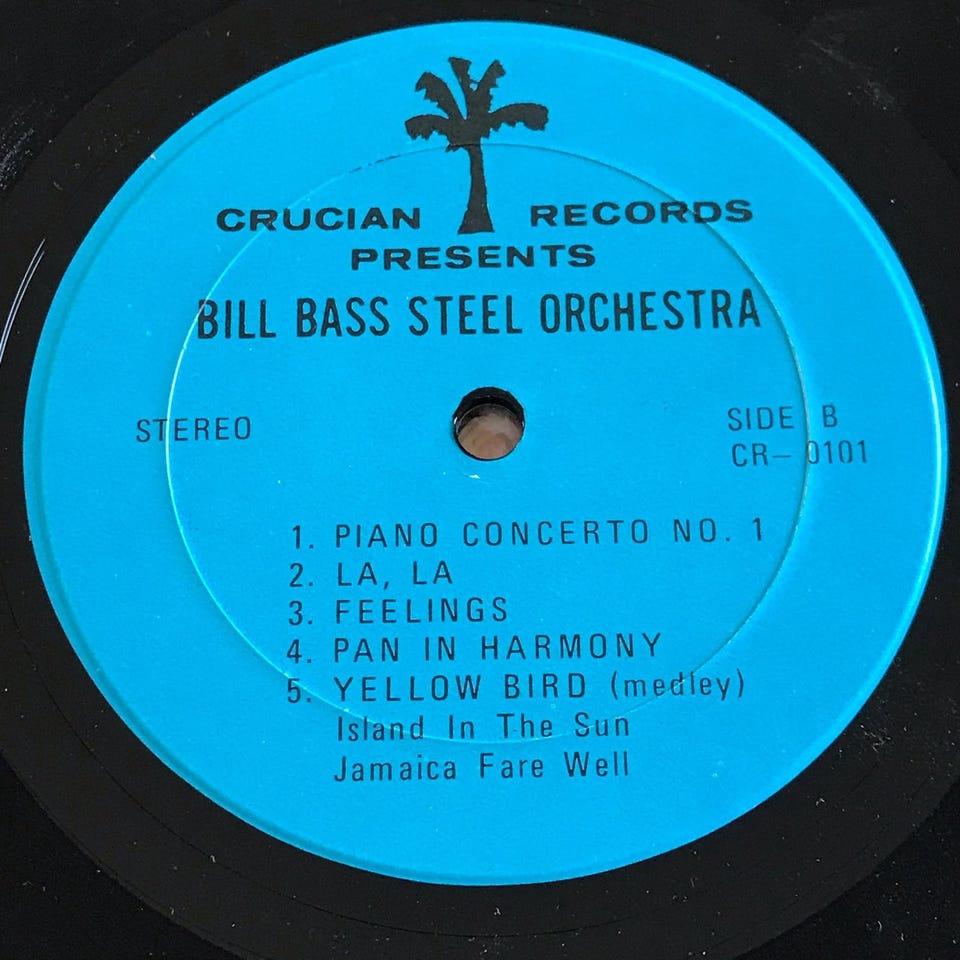 CRUCIAN RECORDS
PRESENTS
BILL BASS STEEL ORCHESTRA
STEREO
SIDE B
CR- 0101
1. PIANO CONCERTO NO. 1
2. LA, LA
3. FEELINGS
4. PAN IN HARMONY
5. YELLOW BIRD (medley)
Island In The Sun
Jamaica Fare Well